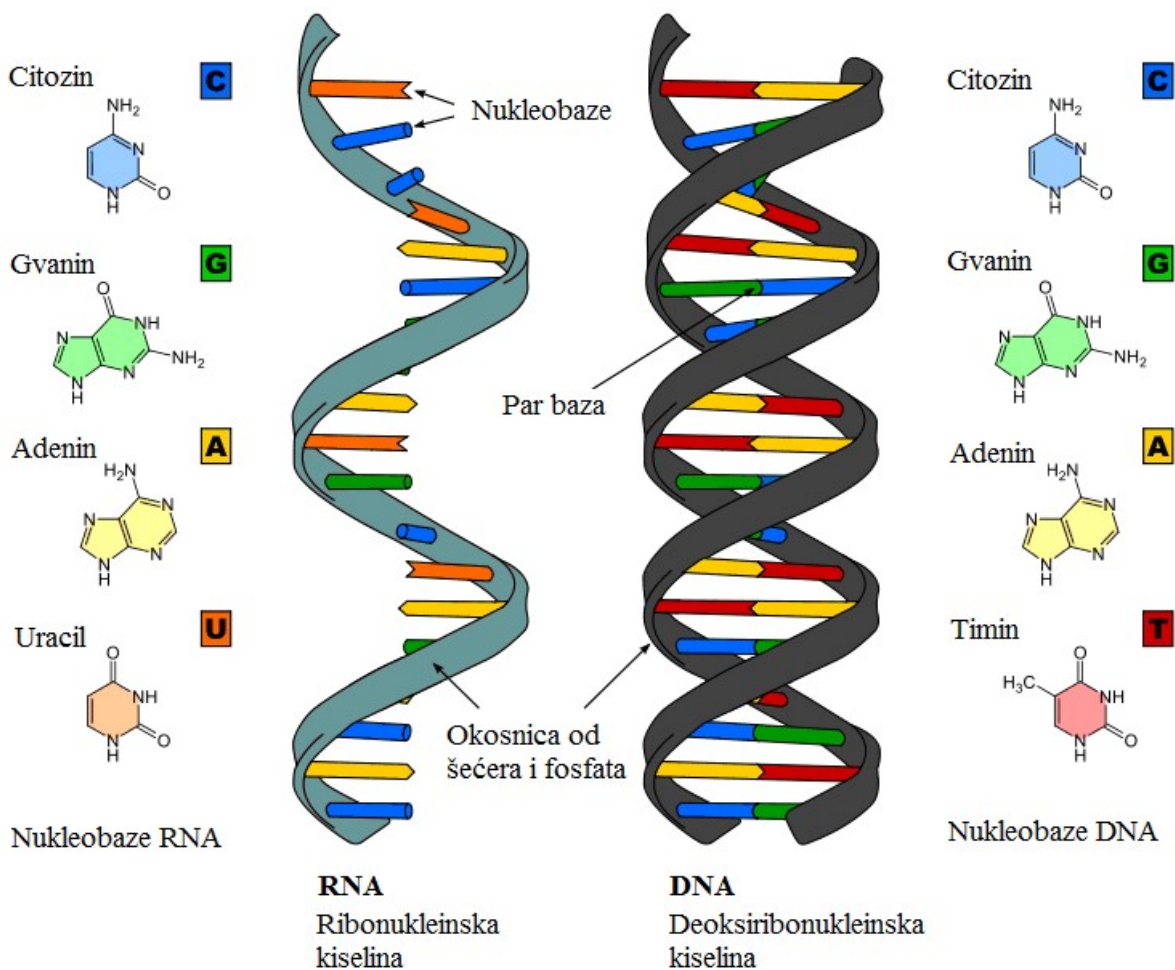 Citozin
C
NH₂
N
N
H
O
Gvanin
G
O
N
NH
N
H
N
NH₂
Adenin
A
H₂N
N
N
N
H
N
Uracil
U
O
NH
N
H
O
Nukleobaze RNA
Nukleobaze
Par baza
Okosnica od
šećera i fosfata
RNA
Ribonukleinska
kiselina
DNA
Deoksiribonukleinska
kiselina
Citozin
C
NH₂
N
N
H
O
Gvanin
G
O
N
NH
N
H
N
NH₂
Adenin
A
H₂N
N
N
N
H
N
Timin
T
O
H₃C
NH
N
H
O
Nukleobaze DNA